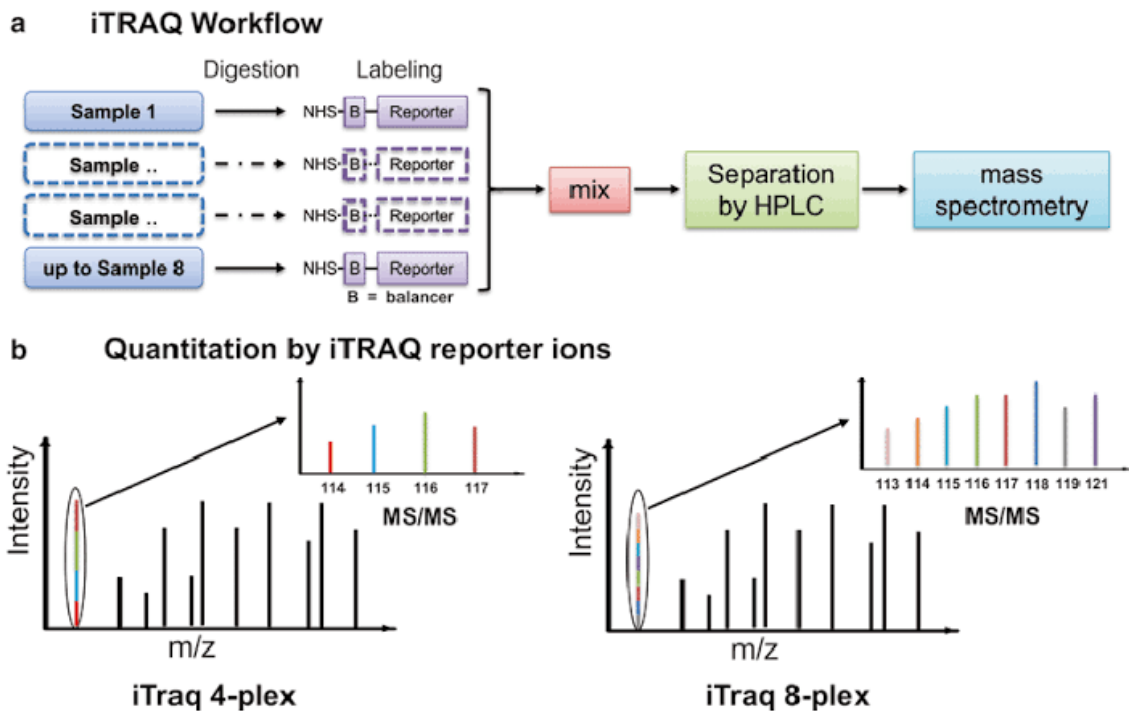 a iTRAQ Workflow
Digestion Labeling
Sample 1 NHS B Reporter
Sample .. NHS B Reporter
Sample .. NHS B Reporter
up to Sample 8 NHS B Reporter
B = balancer
mix
Separation
by HPLC
mass
spectrometry
b Quantitation by iTRAQ reporter ions
Intensity
114 115 116 117
MS/MS
m/z
iTraq 4-plex
Intensity
113 114 115 116 117 118 119 121
MS/MS
m/z
iTraq 8-plex